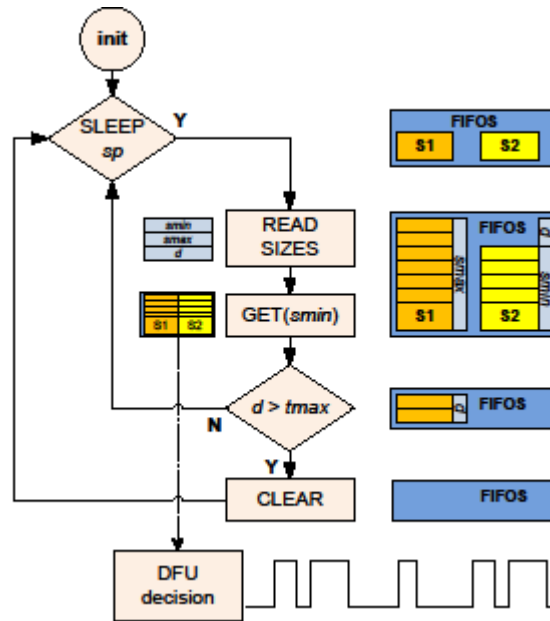 init
SLEEP
sp
Y
FIFOS
S1
S2
smin
smax
d
READ
SIZES
FIFOS
smax
S1
d
smin
S2
S1
S2
GET(smin)
d > tmax
N
Y
d
FIFOS
CLEAR
FIFOS
DFU
decision